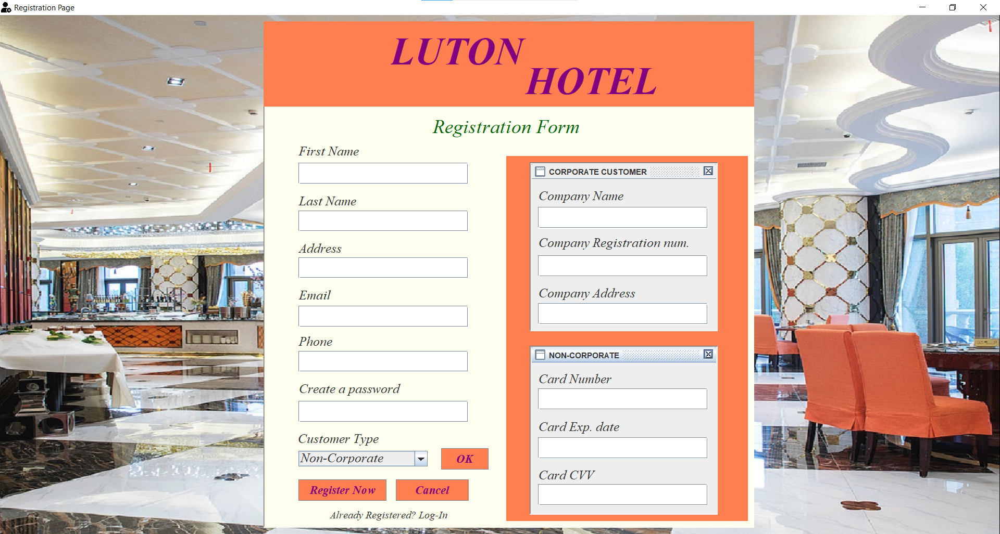 Registration Page
LUTON
HOTEL
Registration Form
First Name
Last Name
Address
Email
Phone
Create a password
Customer Type
Non-Corporate
OK
Register Now
Cancel
Already Registered? Log-In
CORPORATE CUSTOMER
Company Name
Company Registration num.
Company Address
NON-CORPORATE
Card Number
Card Exp. date
Card CVV